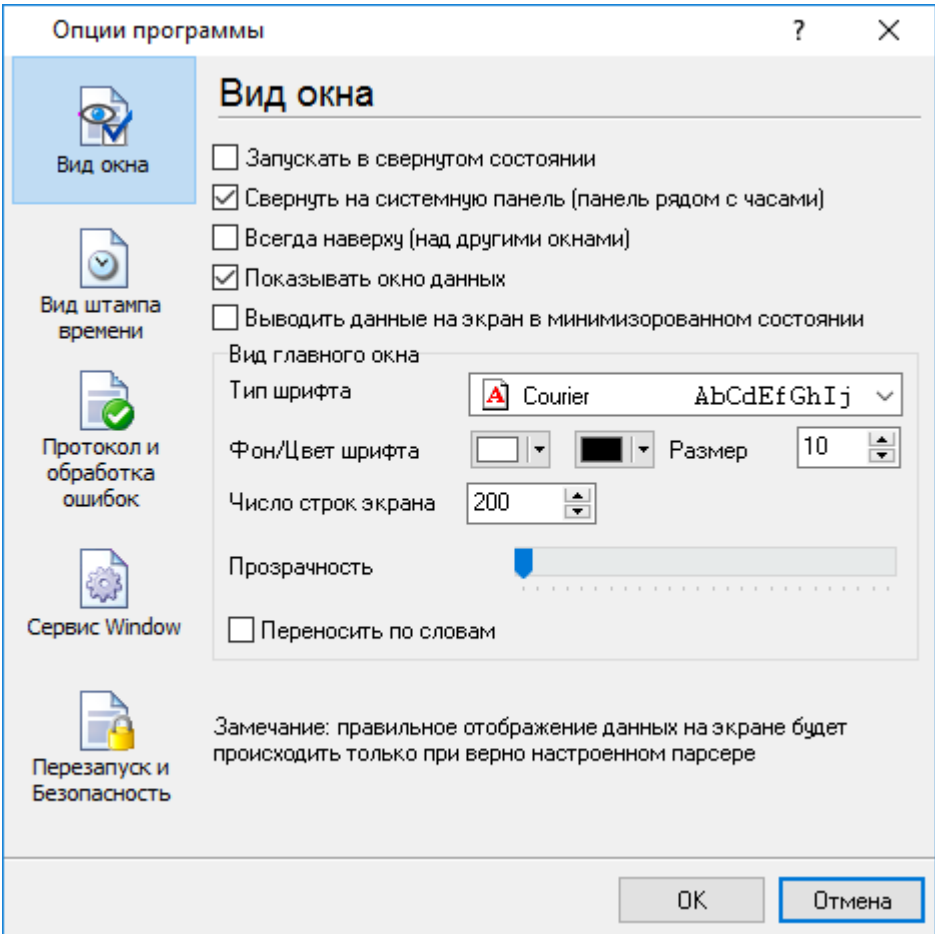 Опции программы
?
Вид окна
Вид штампа
времени
Протокол и
обработка
ошибок
Сервис Window
Перезапуск и
Безопасность
Вид окна
Запускать в свернутом состоянии
Свернуть на системную панель (панель рядом с часами)
Всегда наверху (над другими окнами)
Показывать окно данных
Выводить данные на экран в минимизорованном состоянии
Вид главного окна
Тип шрифта
Courier AbCdEfGhIj
Фон/Цвет шрифта Размер 10
Число строк экрана 200
Прозрачность
Переносить по словам
Замечание: правильное отображение данных на экране будет
происходить только при верно настроенном парсере
OK Отмена